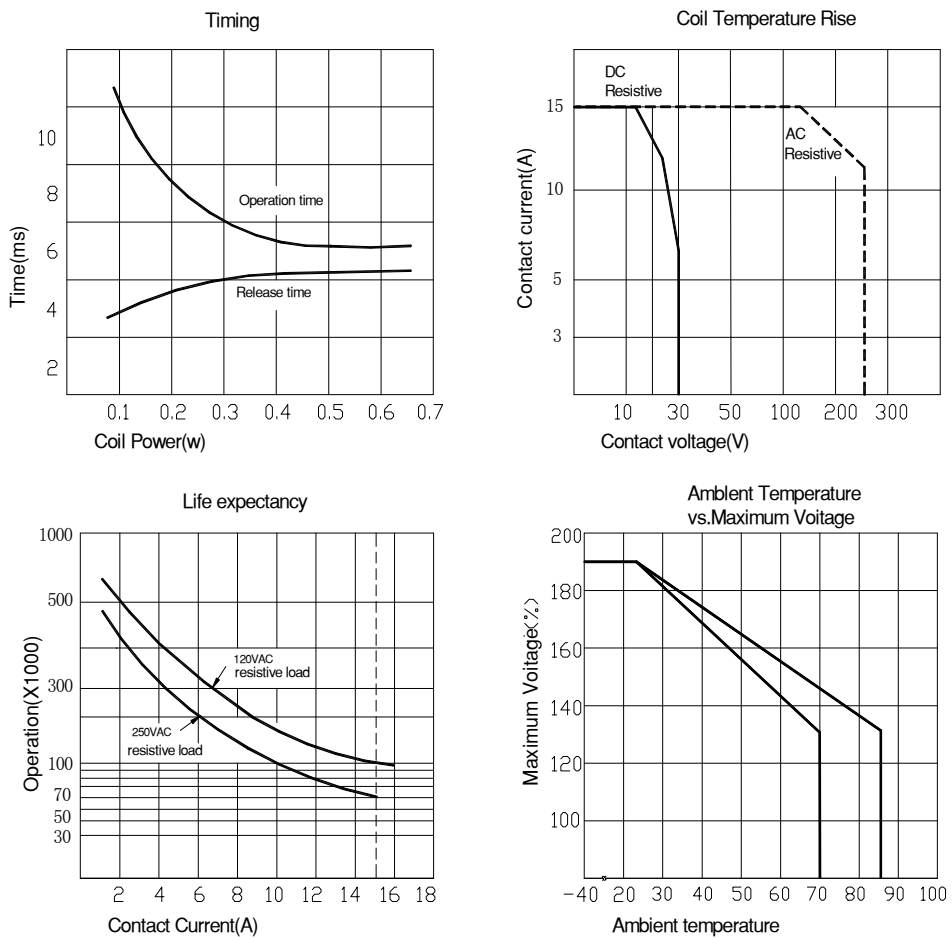 Timing
10
8
6
4
2
Time(ms)
Operation time
Release time
0.1 0.2 0.3 0.4 0.5 0.6 0.7
Coil Power(w)
Coil Temperature Rise
DC
Resistive
AC
Resistive
15
10
5
3
Contact current(A)
10 30 50 100 200 300
Contact voltage(V)
Life expectancy
1000
500
300
100
70
50
30
Operation(X1000)
120VAC
resistive load
250VAC
resistive load
2 4 6 8 10 12 14 16 18
Contact Current(A)
Amblent Temperature
vs.Maximum Voitage
200
180
160
140
120
100
Maximum Voitage(%)
-40 20 30 40 50 60 70 80 90 100
Ambient temperature